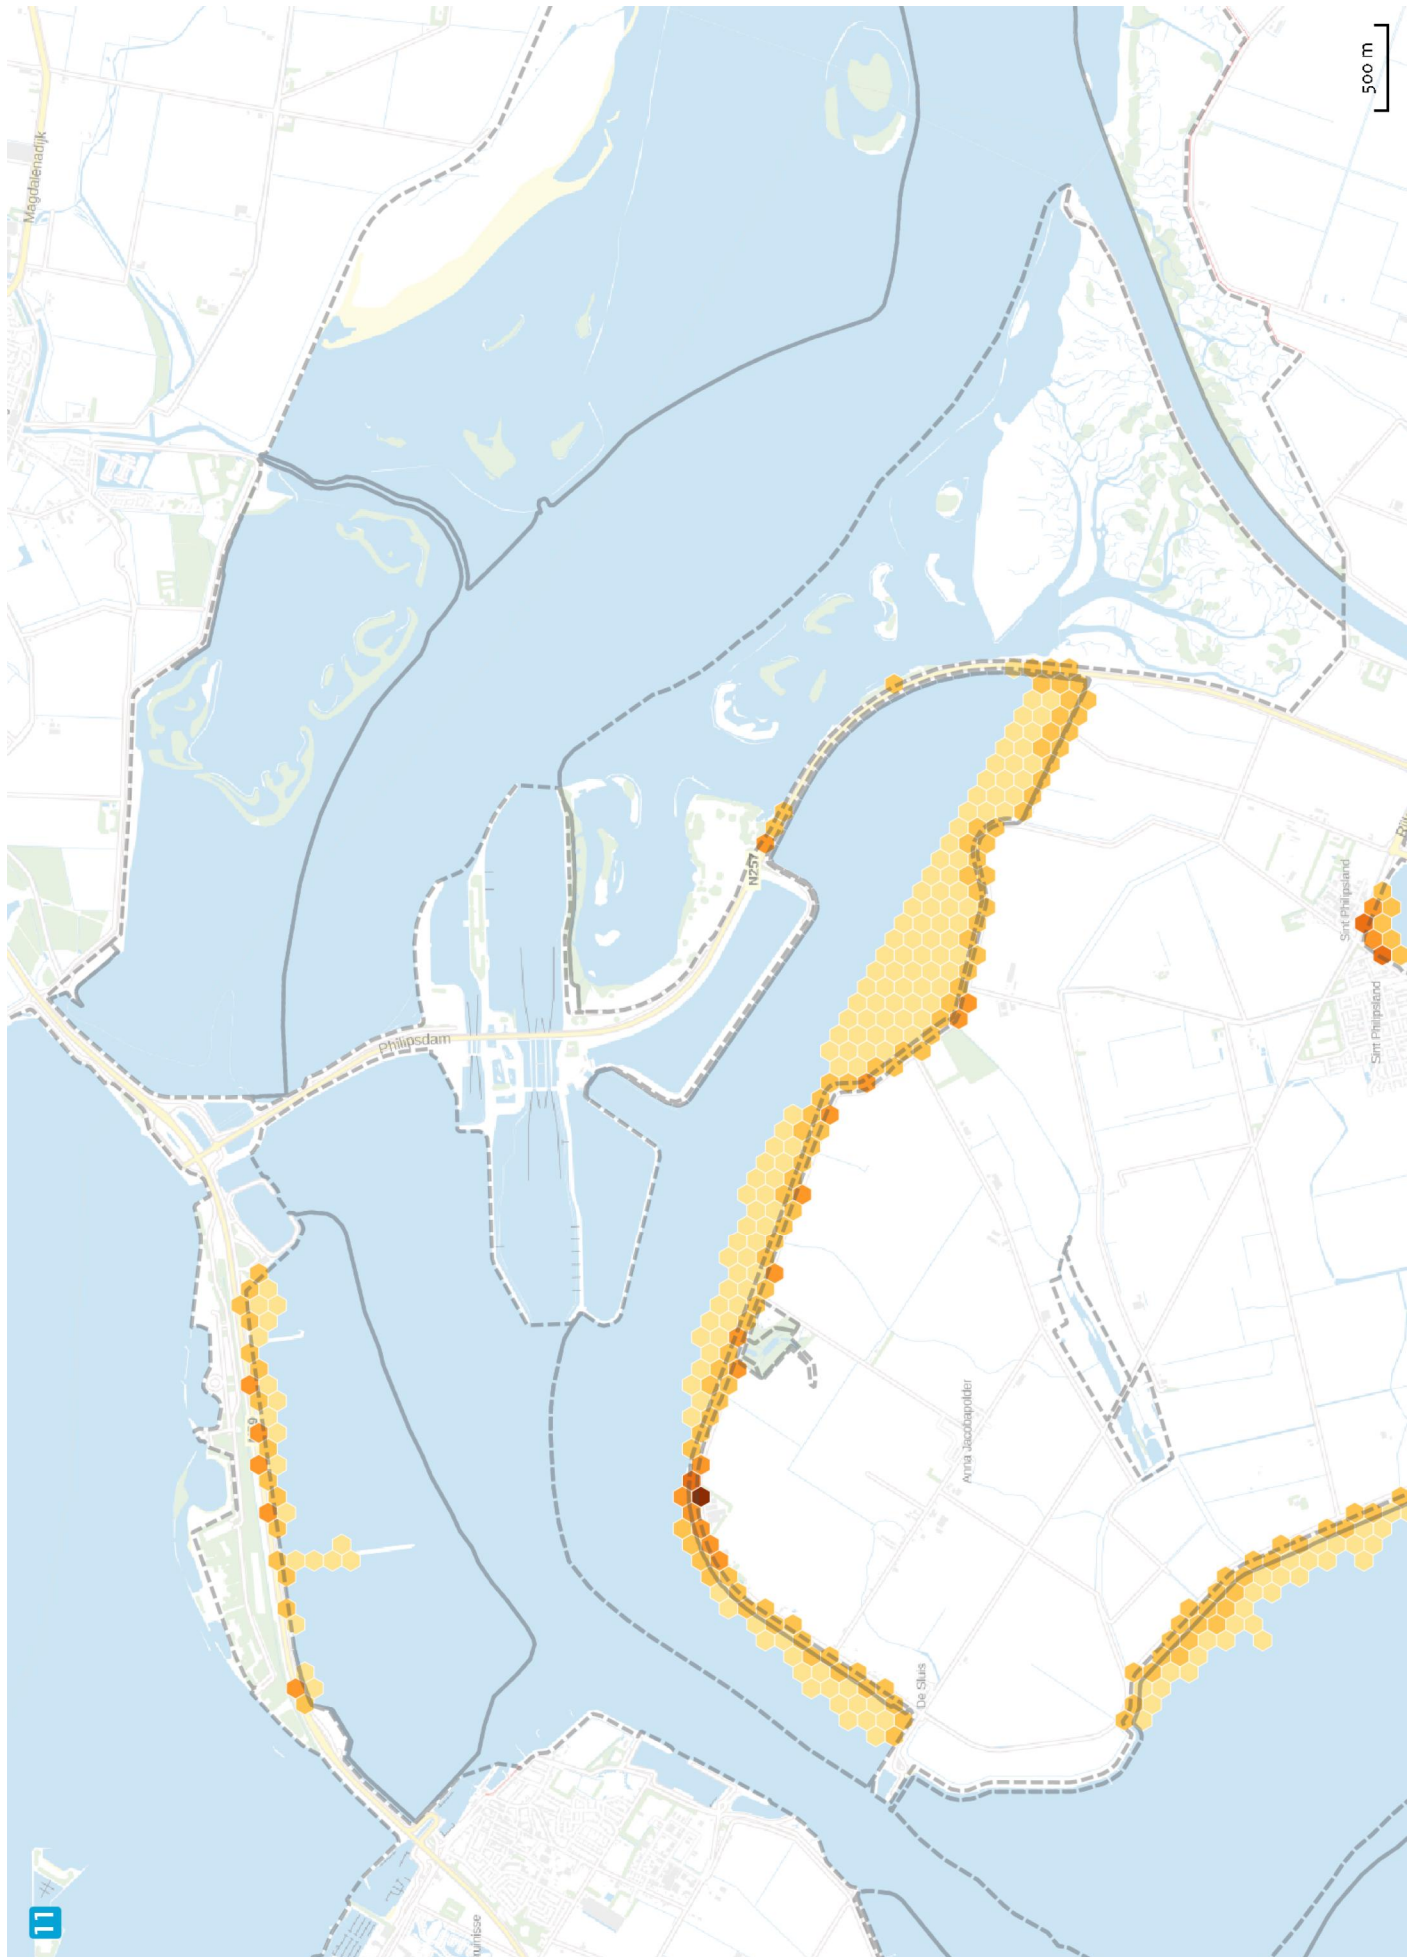 11
Magdalenadijk
Philipsdam
N257
De Sluis
Anna Jacobapolder
Sint Philipsland
Sint Philipsland
500 m